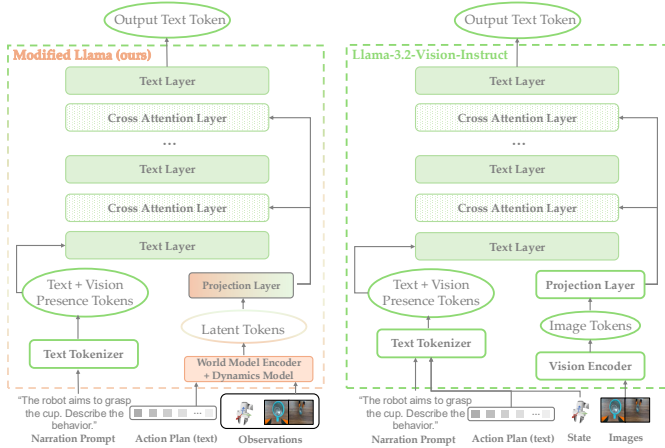 Output Text Token
Modified Llama (ours)
Text Layer
Cross Attention Layer
...
Text Layer
Cross Attention Layer
Text Layer
Text + Vision
Presence Tokens
Projection Layer
Latent Tokens
Text Tokenizer
World Model Encoder
+ Dynamics Model
"The robot aims to grasp
the cup. Describe the
behavior."
...
Narration Prompt
Action Plan (text)
Observations
Output Text Token
Llama-3.2-Vision-Instruct
Text Layer
Cross Attention Layer
...
Text Layer
Cross Attention Layer
Text Layer
Text + Vision
Presence Tokens
Projection Layer
Image Tokens
Text Tokenizer
Vision Encoder
"The robot aims to grasp
the cup. Describe the
behavior."
...
Narration Prompt
Action Plan (text)
State
Images